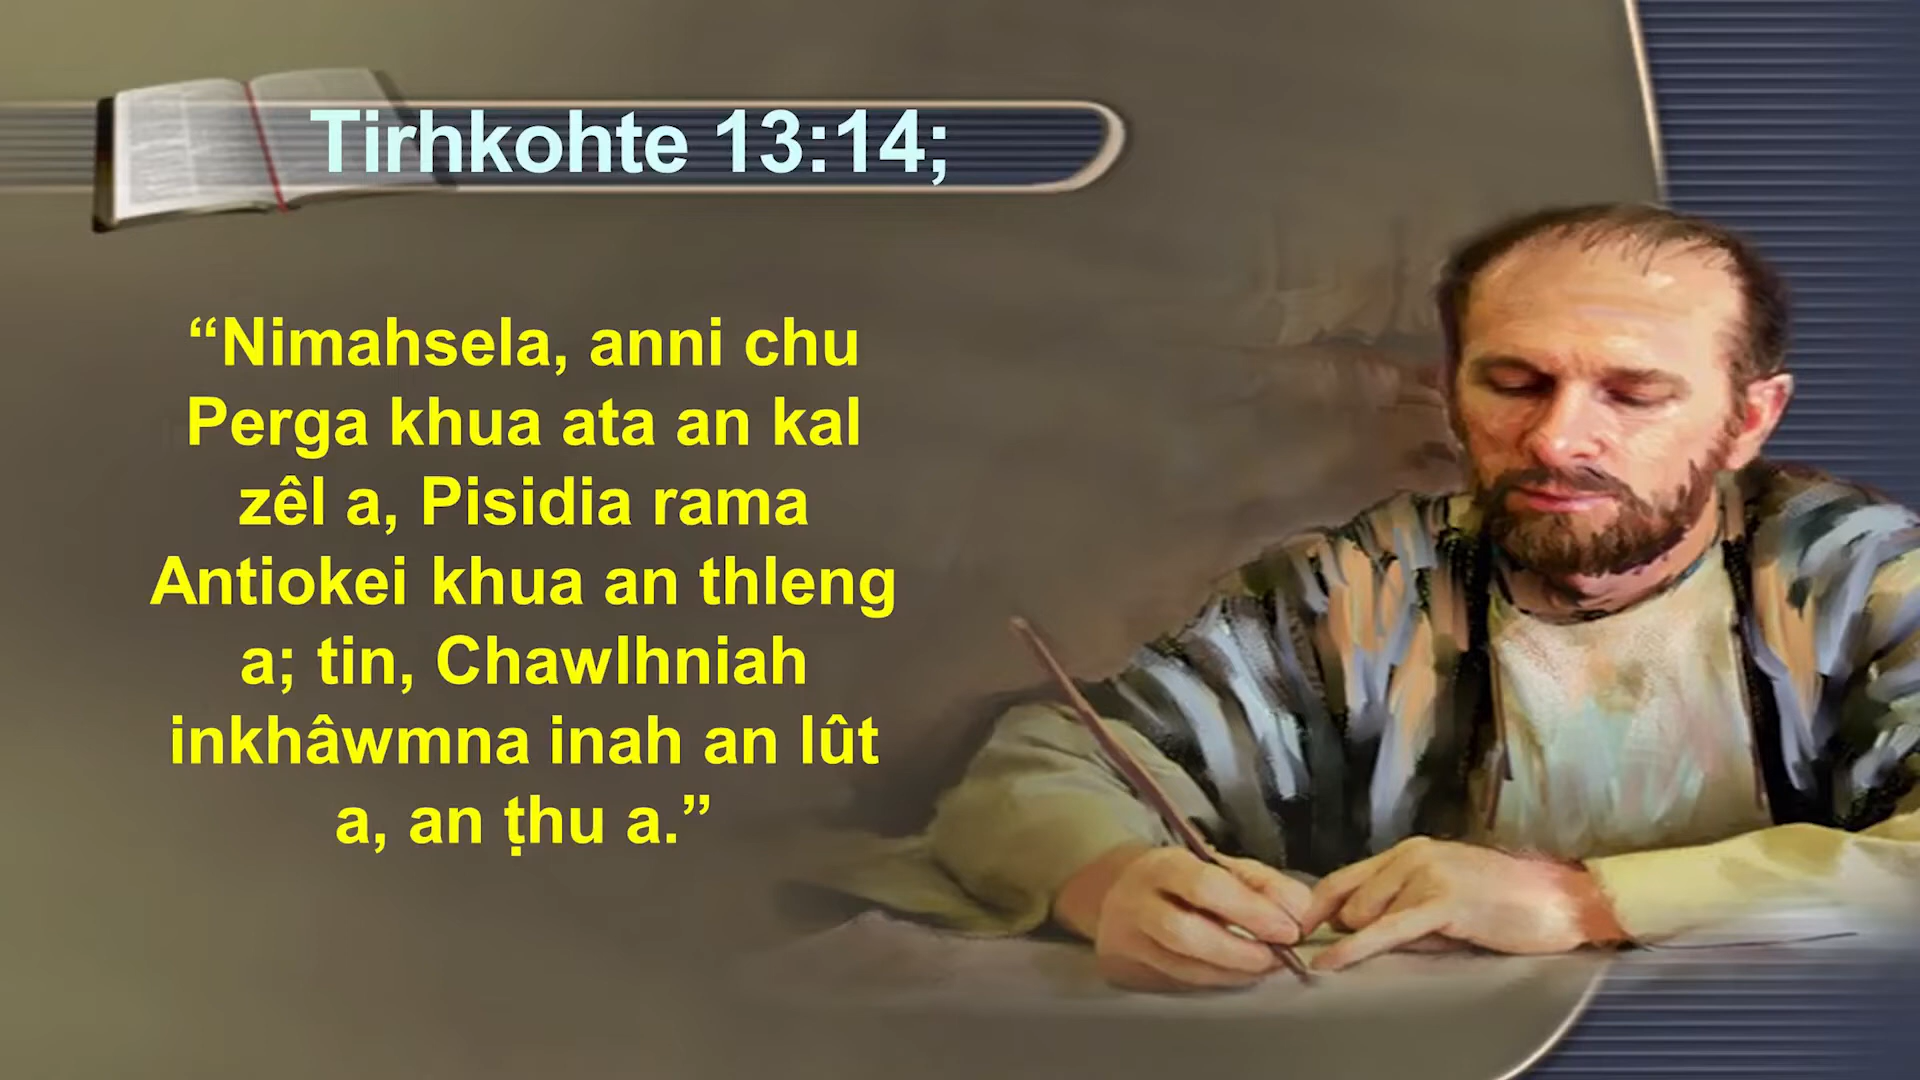 Tirhkohte 13:14;
“Nimahsela, anni chu
Perga khua ata an kal
zêl a, Pisidia rama
Antiokei khua an thleng
a; tin, Chawlhniah
inkhâwmna inah an lût
a, an ṭhu a.”